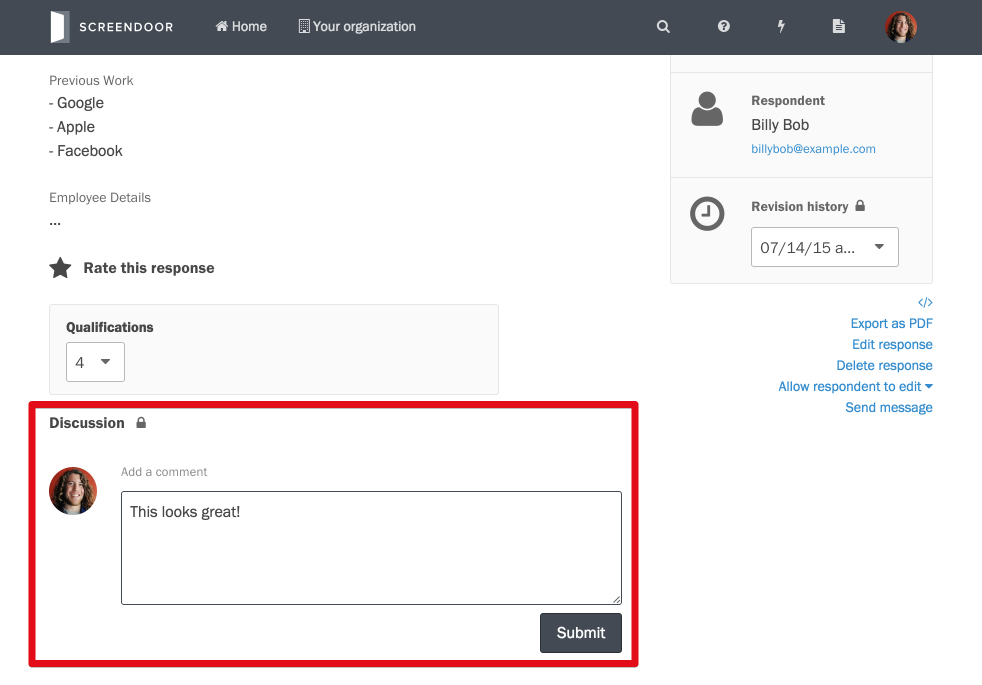 SCREENDOOR
Home
Your organization
Previous Work
- Google
- Apple
- Facebook
Employee Details
...
Rate this response
Qualifications
4
Discussion
Add a comment
This looks great!
Submit
Respondent
Billy Bob
billybob@example.com
Revision history
07/14/15 a...
</>
Export as PDF
Edit response
Delete response
Allow respondent to edit
Send message